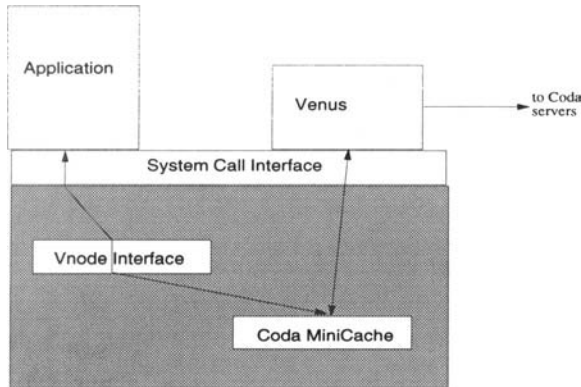 Application
Venus
to Coda
servers
System Call Interface
Vnode Interface
Coda MiniCache